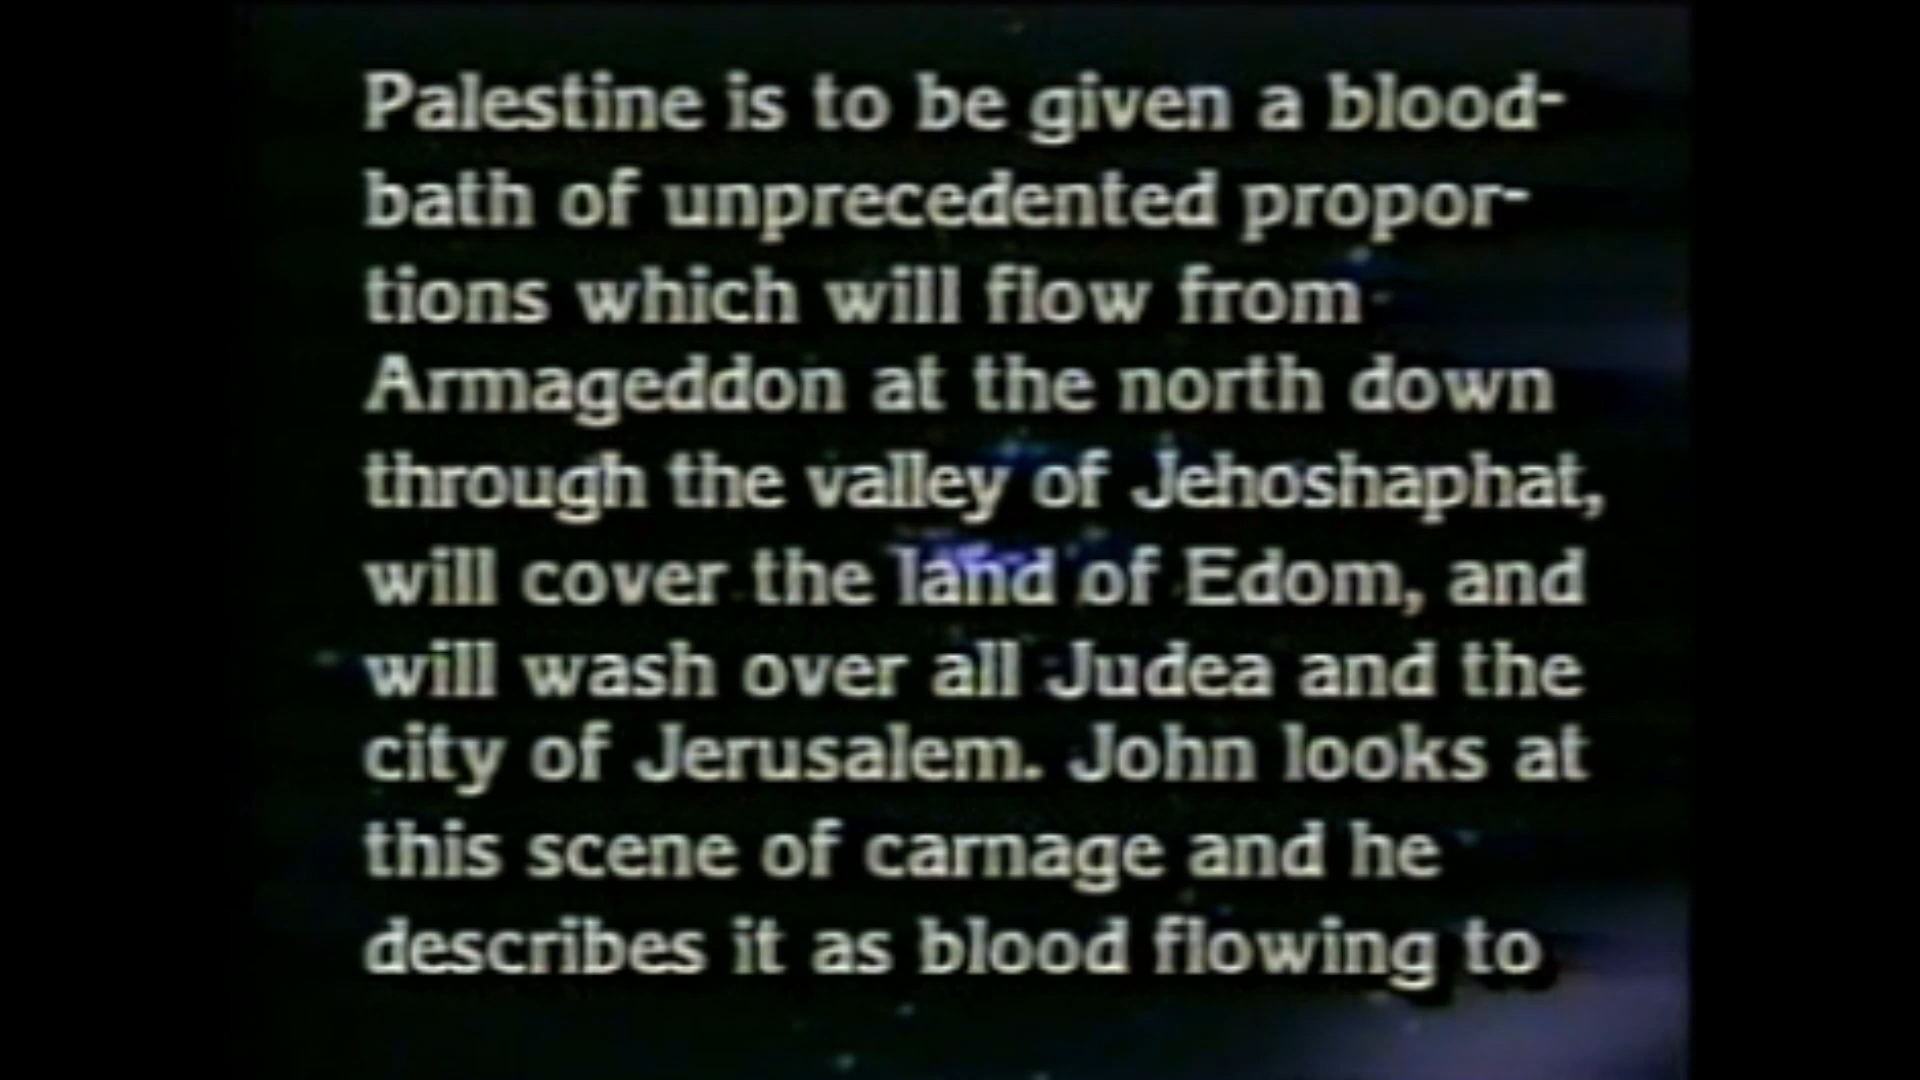 Palestine is to be given a blood-
bath of unprecedented propor-
tions which will flow from
Armageddon at the north down
through the valley of Jehoshaphat,
will cover the land of Edom, and
will wash over all Judea and the
city of Jerusalem. John looks at
this scene of carnage and he
describes it as blood flowing to